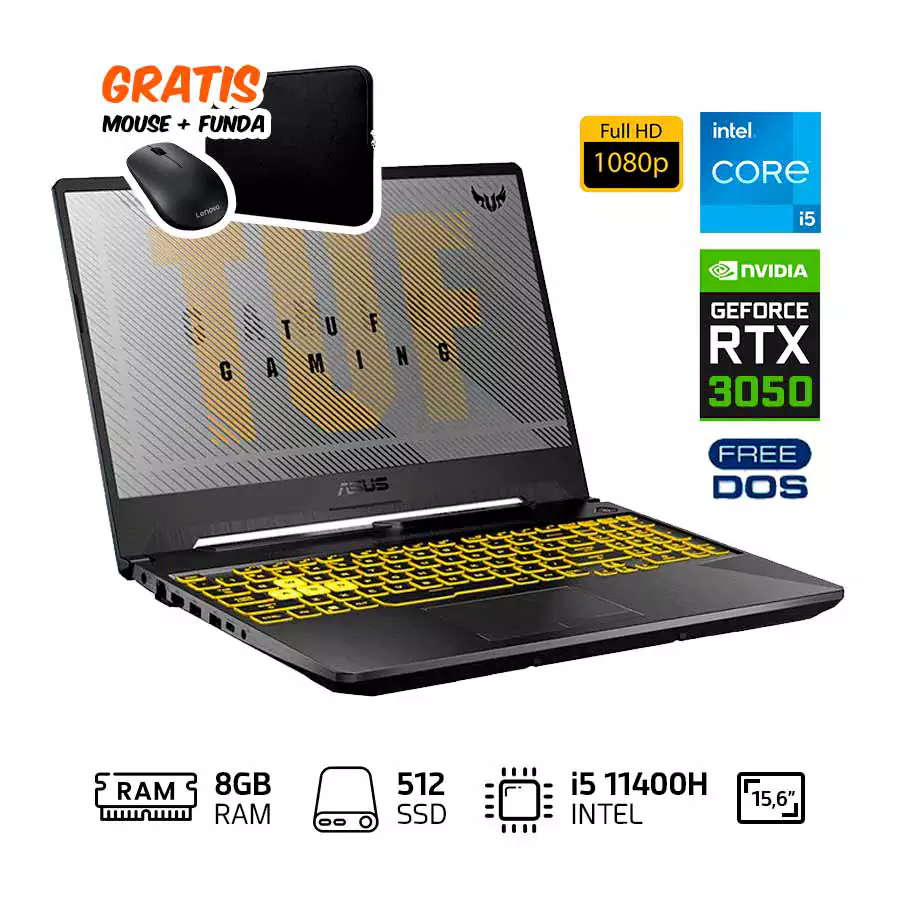 GRATIS
MOUSE + FUNDA
Lenovo
Full HD
1080p
intel.
CORE
i5
NVIDIA
GEFORCE
RTX
3050
FREE
DOS
TUF
TUF
GAMING
ASUS
RAM
8GB
RAM
512
SSD
i5 11400H
INTEL
15,6”